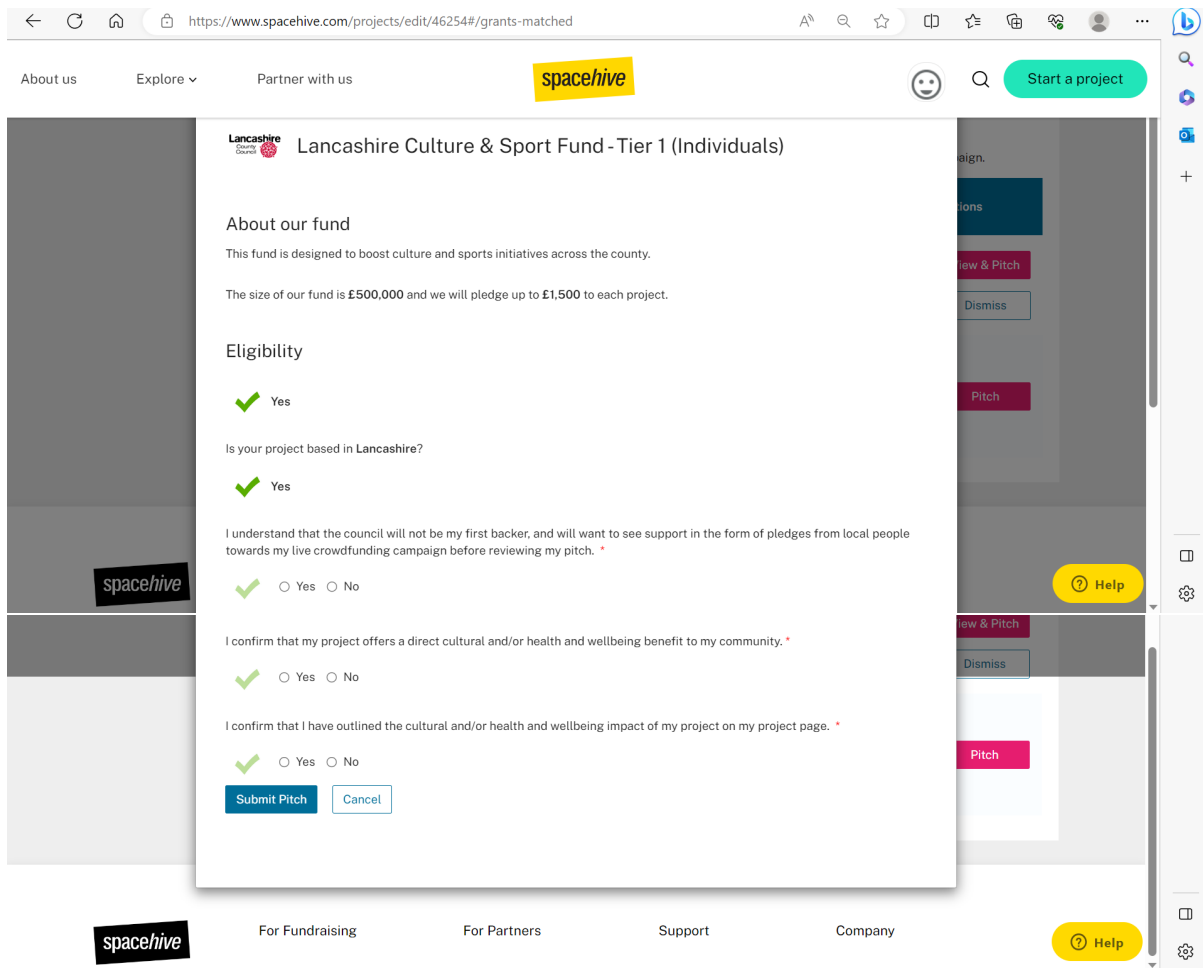 https://www.spacehive.com/projects/edit/46254#/grants-matched
About us
Explore
Partner with us
spacehive
Start a project
Lancashire
County
Council
Lancashire Culture & Sport Fund - Tier 1 (Individuals)
aign.
tions
About our fund
This fund is designed to boost culture and sports initiatives across the county.
iew & Pitch
The size of our fund is £500,000 and we will pledge up to £1,500 to each project.
Dismiss
Eligibility
Yes
Pitch
Is your project based in Lancashire?
Yes
I understand that the council will not be my first backer, and will want to see support in the form of pledges from local people
towards my live crowdfunding campaign before reviewing my pitch. *
spacehive
Yes No
? Help
iew & Pitch
I confirm that my project offers a direct cultural and/or health and wellbeing benefit to my community. *
Dismiss
Yes No
I confirm that I have outlined the cultural and/or health and wellbeing impact of my project on my project page. *
Pitch
Yes No
Submit Pitch
Cancel
spacehive
For Fundraising
For Partners
Support
Company
? Help